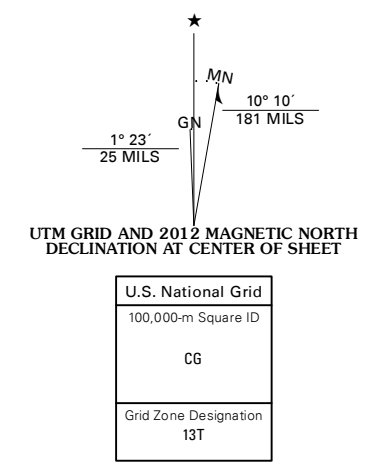 ★
MN
GN
10° 10´
181 MILS
1° 23´
25 MILS
UTM GRID AND 2012 MAGNETIC NORTH
DECLINATION AT CENTER OF SHEET
U.S. National Grid
100,000-m Square ID
CG
Grid Zone Designation
13T